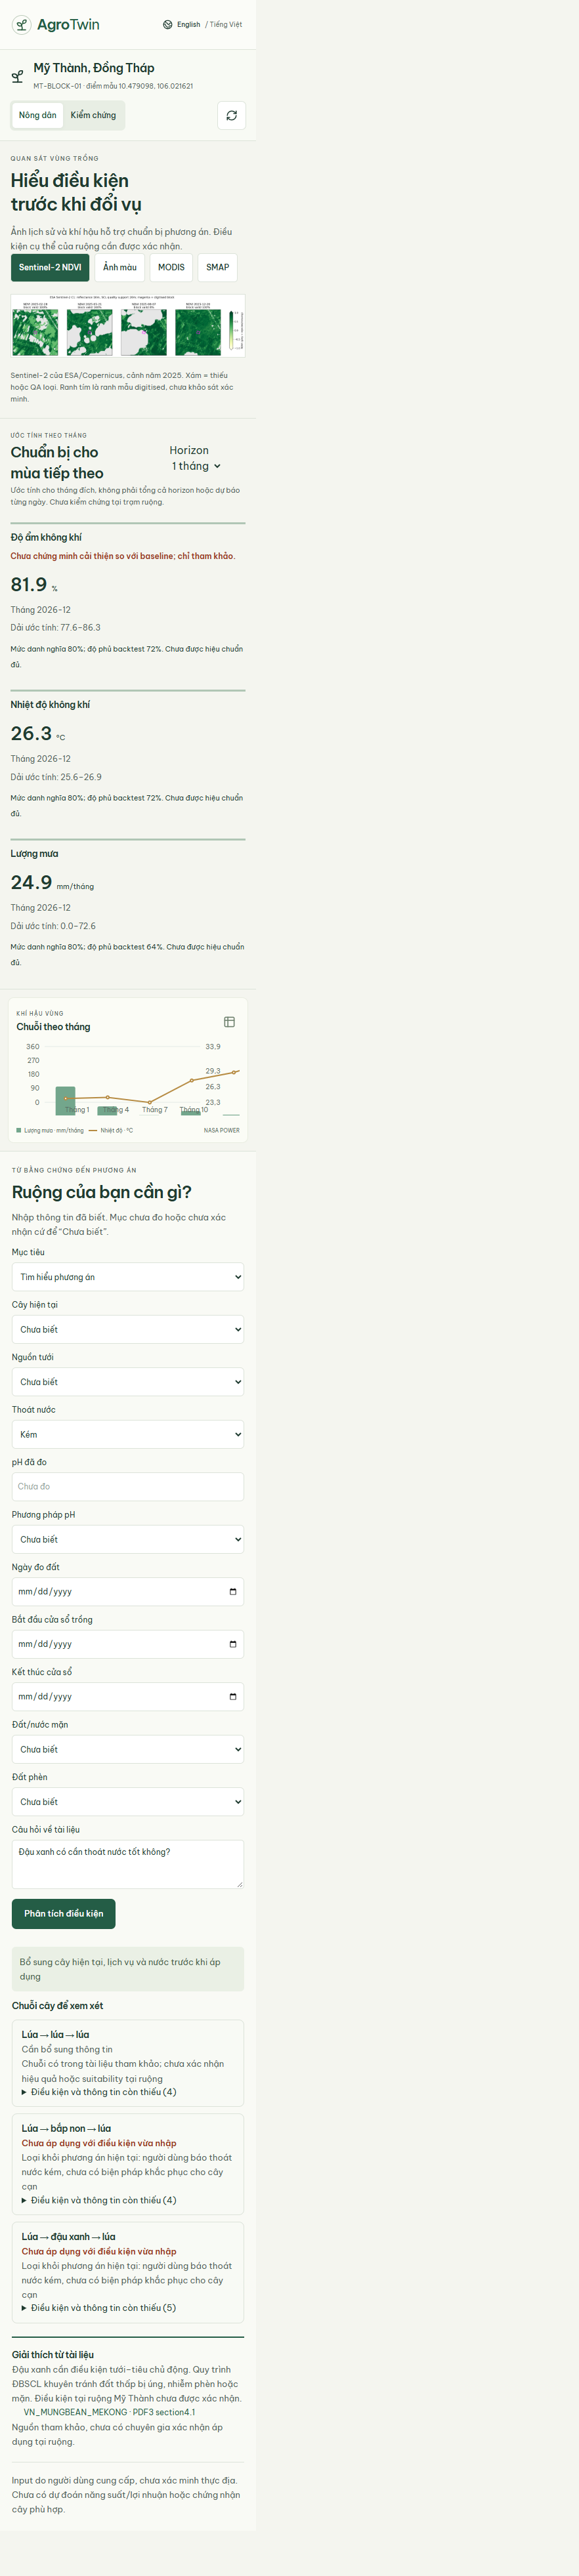 AgroTwin
English / Tiếng Việt
Mỹ Thành, Đồng Tháp
MT-BLOCK-01 · điểm mẫu 10.479098, 106.021621
Nông dân Kiểm chứng
QUAN SÁT VÙNG TRỒNG
Hiểu điều kiện
trước khi đổi vụ
Ảnh lịch sử và khí hậu hỗ trợ chuẩn bị phương án. Điều
kiện cụ thể của ruộng cần được xác nhận.
Sentinel-2 NDVI Ảnh màu MODIS SMAP
Sentinel-2 của ESA/Copernicus, cảnh năm 2025. Xám = thiếu
hoặc QA loại. Ranh tím là ranh mẫu digitised, chưa khảo sát xác
minh.
ƯỚC TÍNH THEO THÁNG
Chuẩn bị cho
mùa tiếp theo
Horizon
1 tháng
Ước tính cho tháng đích, không phải tổng cả horizon hoặc dự báo
từng ngày. Chưa kiểm chứng tại trạm ruộng.
Độ ẩm không khí
Chưa chứng minh cải thiện so với baseline; chỉ tham khảo.
81.9 %
Tháng 2026-12
Dải ước tính: 77.6–86.3
Mức danh nghĩa 80%; độ phủ backtest 72%. Chưa được hiệu chuẩn
đủ.
Nhiệt độ không khí
26.3 °C
Tháng 2026-12
Dải ước tính: 25.6–26.9
Mức danh nghĩa 80%; độ phủ backtest 72%. Chưa được hiệu chuẩn
đủ.
Lượng mưa
24.9 mm/tháng
Tháng 2026-12
Dải ước tính: 0.0–72.6
Mức danh nghĩa 80%; độ phủ backtest 64%. Chưa được hiệu chuẩn
đủ.
KHÍ HẬU VÙNG
Chuỗi theo tháng
360 33.9
270
180 29.3
90 26.3
0 23.3
Tháng 1 Tháng 4 Tháng 7 Tháng 10
Lượng mưa · mm/tháng Nhiệt độ · °C NASA POWER
TỪ BẰNG CHỨNG ĐẾN PHƯƠNG ÁN
Ruộng của bạn cần gì?
Nhập thông tin đã biết. Mục chưa đo hoặc chưa xác
nhận cứ để “Chưa biết”.
Mục tiêu
Tìm hiểu phương án
Cây hiện tại
Chưa biết
Nguồn tưới
Chưa biết
Thoát nước
Kém
pH đã đo
Chưa đo
Phương pháp pH
Chưa biết
Ngày đo đất
mm/dd/yyyy
Bắt đầu cửa sổ trồng
mm/dd/yyyy
Kết thúc cửa sổ
mm/dd/yyyy
Đất/nước mặn
Chưa biết
Đất phèn
Chưa biết
Câu hỏi về tài liệu
Đậu xanh có cần thoát nước tốt không?
Phân tích điều kiện
Bổ sung cây hiện tại, lịch vụ và nước trước khi áp
dụng
Chuỗi cây để xem xét
Lúa → lúa → lúa
Cần bổ sung thông tin
Chuỗi có trong tài liệu tham khảo; chưa xác nhận
hiệu quả hoặc suitability tại ruộng
Điều kiện và thông tin còn thiếu (4)
Lúa → bắp non → lúa
Chưa áp dụng với điều kiện vừa nhập
Loại khỏi phương án hiện tại: người dùng báo thoát
nước kém, chưa có biện pháp khắc phục cho cây
cạn
Điều kiện và thông tin còn thiếu (4)
Lúa → đậu xanh → lúa
Chưa áp dụng với điều kiện vừa nhập
Loại khỏi phương án hiện tại: người dùng báo thoát
nước kém, chưa có biện pháp khắc phục cho cây
cạn
Điều kiện và thông tin còn thiếu (5)
Giải thích từ tài liệu
Đậu xanh cần điều kiện tưới–tiêu chủ động. Quy trình
ĐBSCL khuyên tránh đất thấp bị úng, nhiễm phèn hoặc
mặn. Điều kiện tại ruộng Mỹ Thành chưa được xác nhận.
VN_MUNGBEAN_MEKONG · PDF3 section4.1
Nguồn tham khảo, chưa có chuyên gia xác nhận áp
dụng tại ruộng.
Input do người dùng cung cấp, chưa xác minh thực địa.
Chưa có dự đoán năng suất/lợi nhuận hoặc chứng nhận
cây phù hợp.